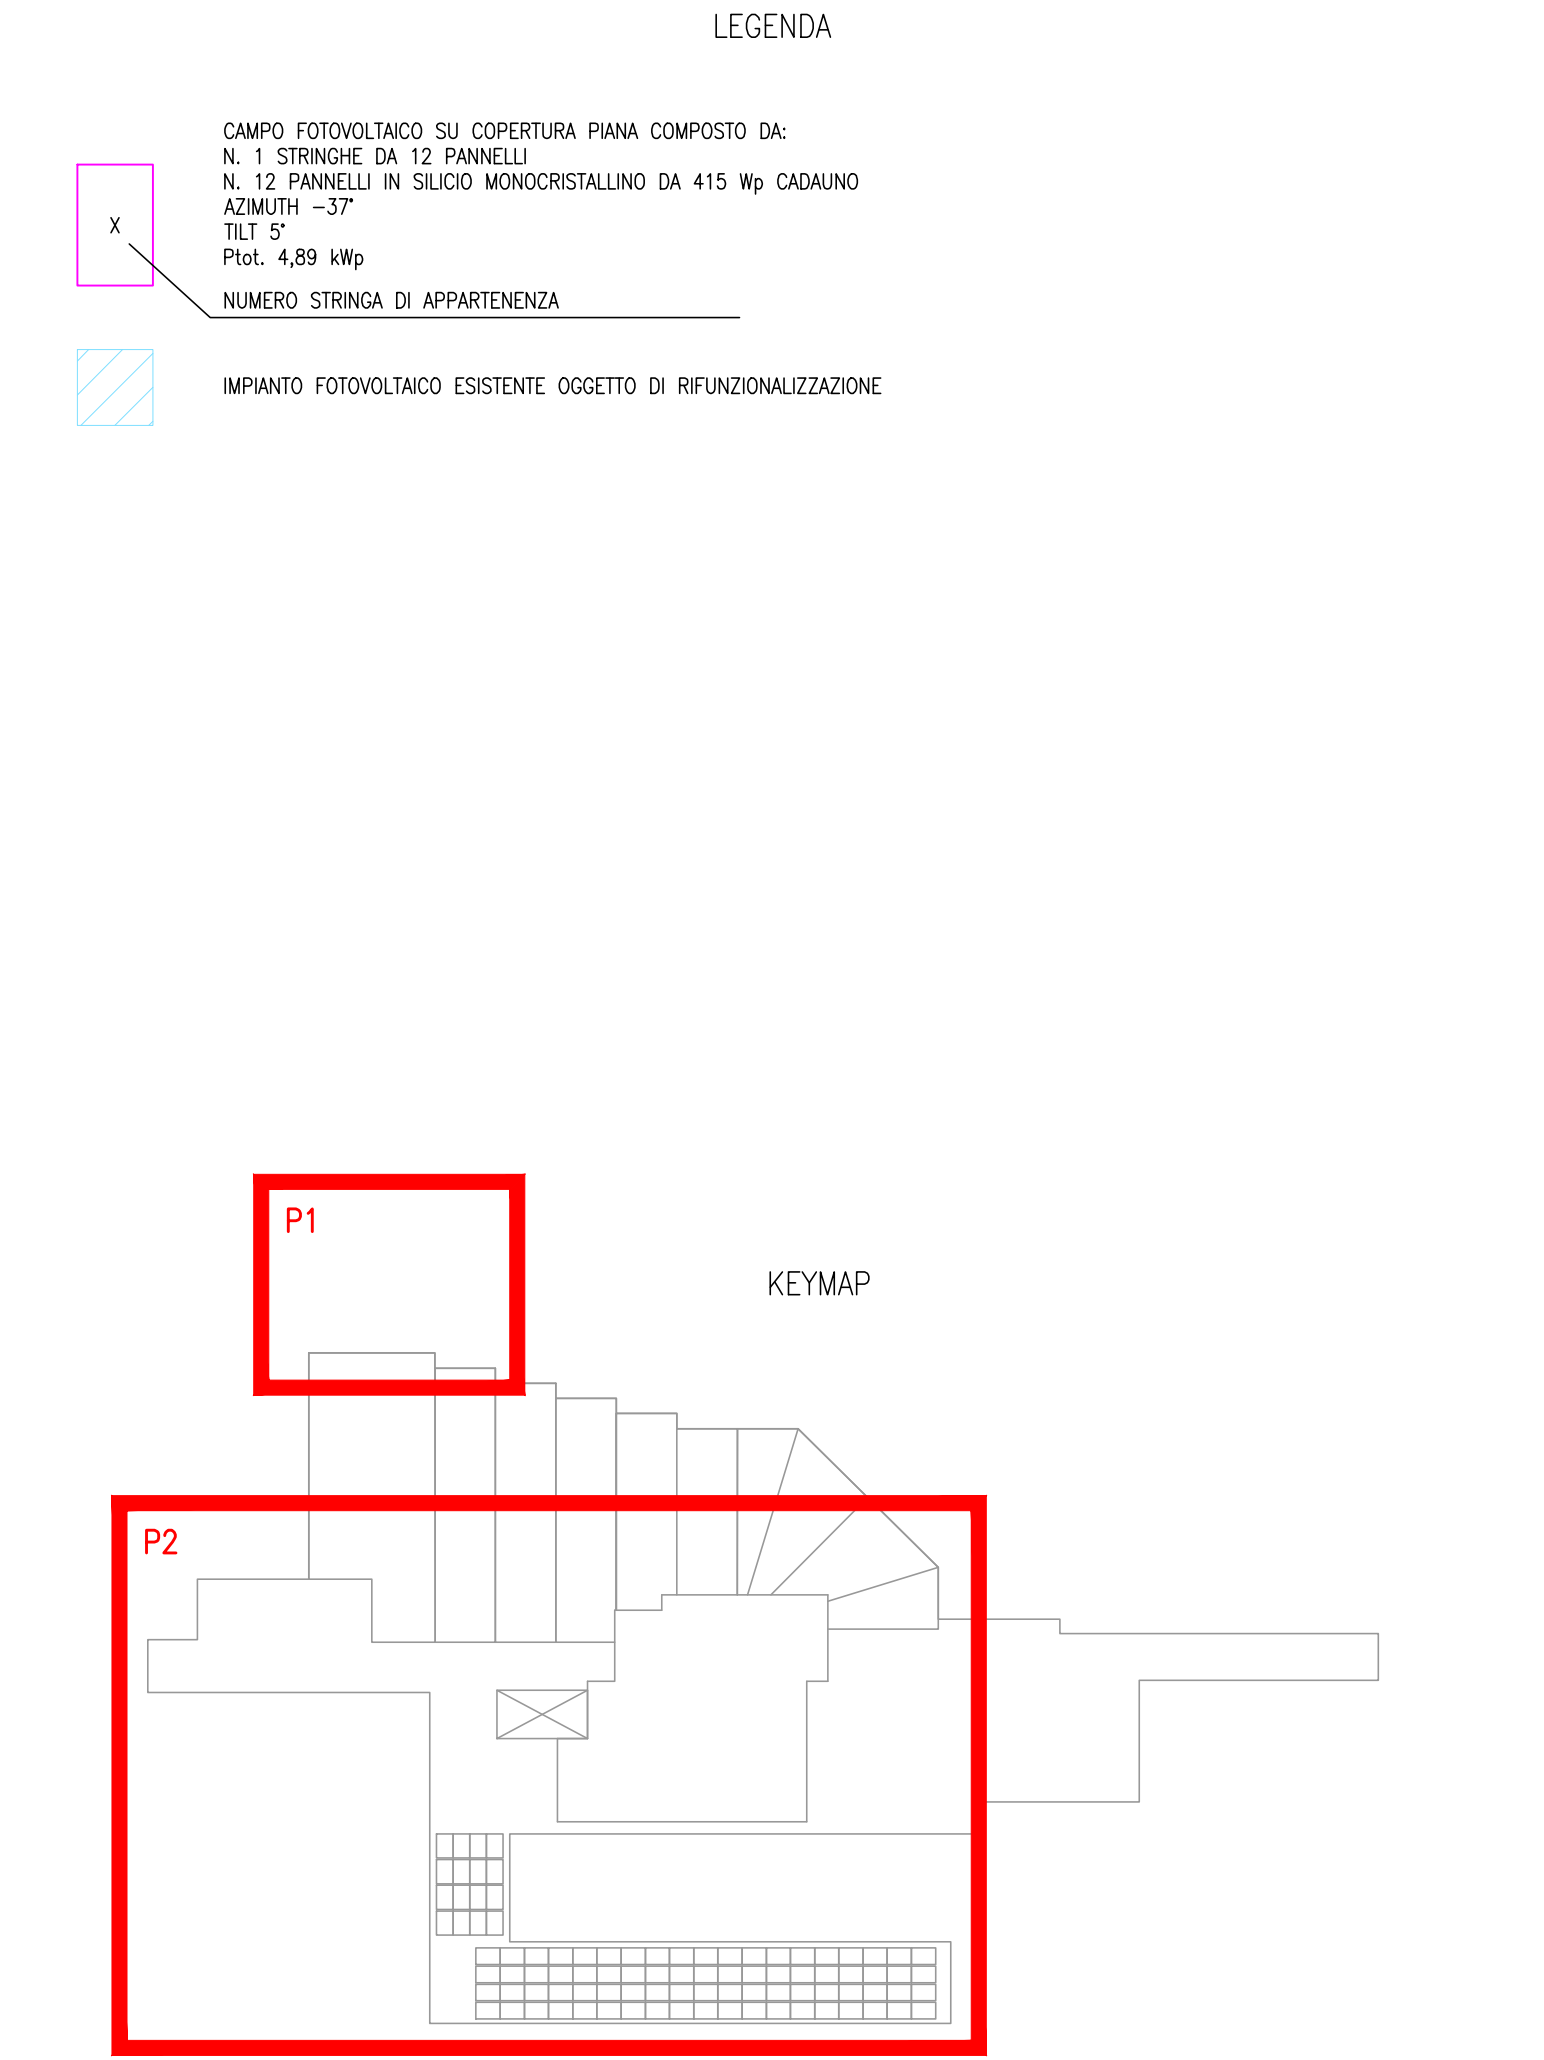 LEGENDA
CAMPO FOTOVOLTAICO SU COPERTURA PIANA COMPOSTO DA:
N. 1 STRINGHE DA 12 PANNELLI
N. 12 PANNELLI IN SILICIO MONOCRISTALLINO DA 415 Wp CADAUNO
AZIMUTH -37°
TILT 5°
Ptot. 4,89 kWp
X
NUMERO STRINGA DI APPARTENENZA
IMPIANTO FOTOVOLTAICO ESISTENTE OGGETTO DI RIFUNZIONALIZZAZIONE
P1
KEYMAP
P2